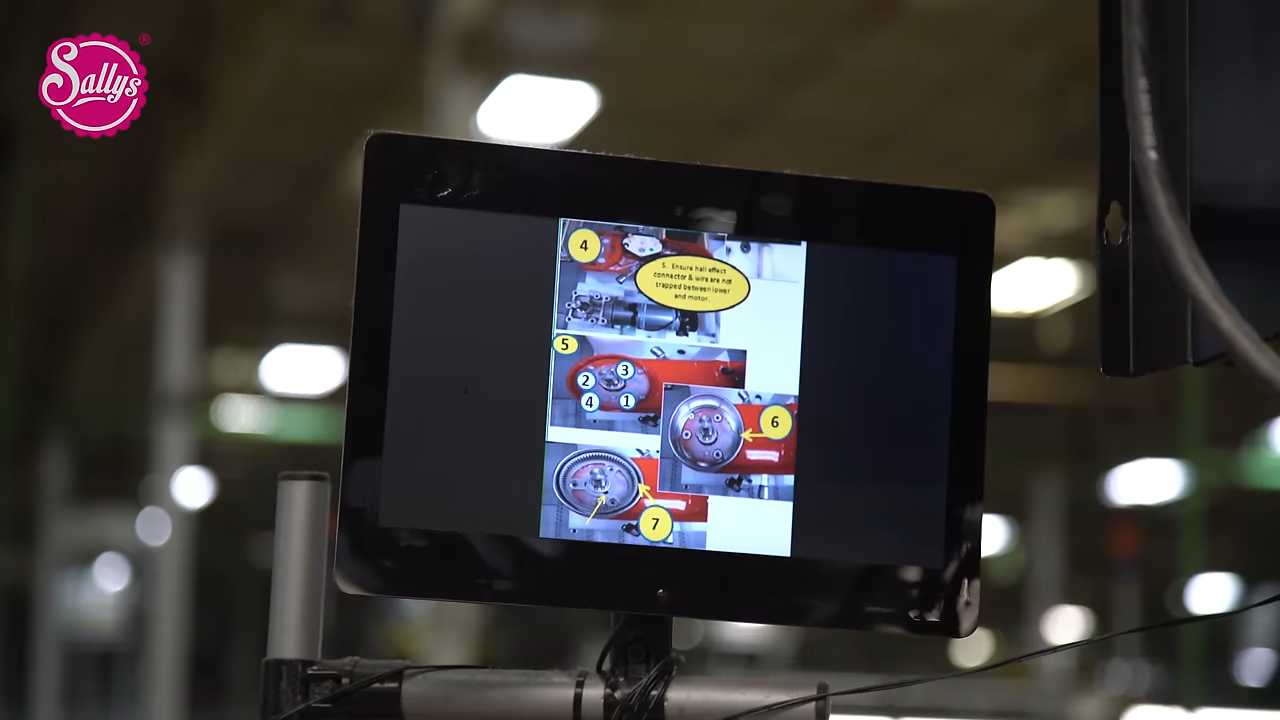 Sallys
®
4
5. Ensure hall effect
connector & wire are not
trapped between lower
and motor.
5
3
2
4
1
6
7